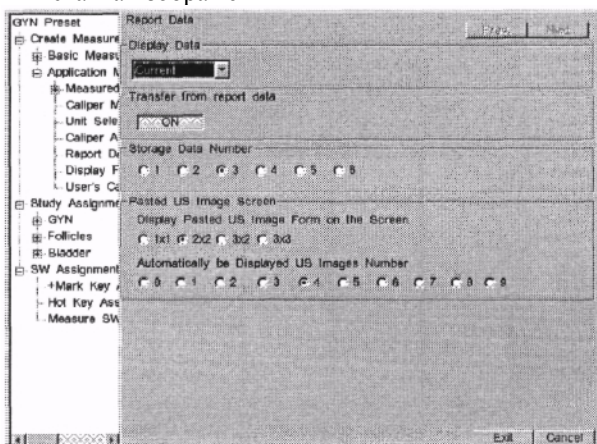 GYN Preset
Create Measure
Basic Measu
Application M
Measured
Caliper M
Unit Sele
Caliper A
Report Da
Display F
User's Ca
Study Assignme
GYN
Follicles
Bladder
SW Assignment
+Mark Key A
Hot Key Ass
Measure SW
Report Data
Prev. Next
Display Data
Current
Transfer from report data
ON
Storage Data Number
1 2 3 4 5 6
Pasted US Image Screen
Display Pasted US Image Form on the Screen
1x1 2x2 3x2 3x3
Automatically be Displayed US Images Number
0 1 2 3 4 5 6 7 8 9
Exit Cancel